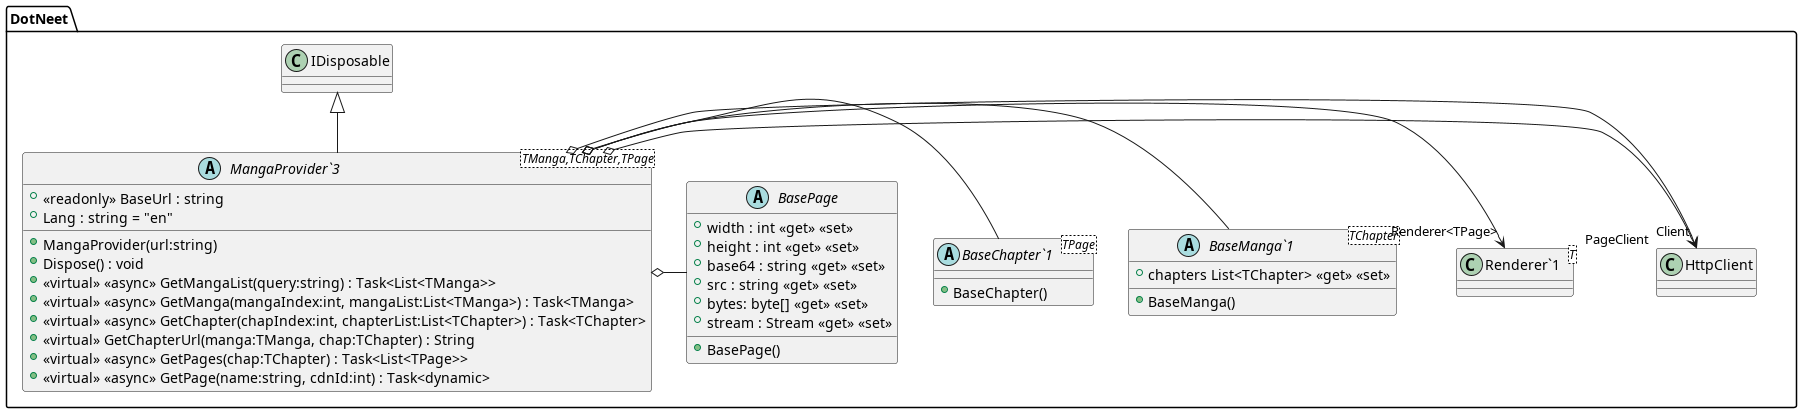 DotNeet
C IDisposable
A MangaProvider`3
TManga,TChapter,TPage
«readonly» BaseUrl : string
Lang : string = "en"
MangaProvider(url:string)
Dispose() : void
«virtual» «async» GetMangaList(query:string) : Task<List<TManga>>
«virtual» «async» GetManga(mangaIndex:int, mangaList:List<TManga>) : Task<TManga>
«virtual» «async» GetChapter(chapIndex:int, chapterList:List<TChapter>) : Task<TChapter>
«virtual» GetChapterUrl(manga:TManga, chap:TChapter) : String
«virtual» «async» GetPages(chap:TChapter) : Task<List<TPage>>
«virtual» «async» GetPage(name:string, cdnId:int) : Task<dynamic>
A BasePage
width : int «get» «set»
height : int «get» «set»
base64 : string «get» «set»
src : string «get» «set»
bytes: byte[] «get» «set»
stream : Stream «get» «set»
BasePage()
A BaseChapter`1
TPage
BaseChapter()
A BaseManga`1
TChapter
chapters List<TChapter> «get» «set»
BaseManga()
Renderer<TPage>
C Renderer`1
T
PageClient
Client
C HttpClient